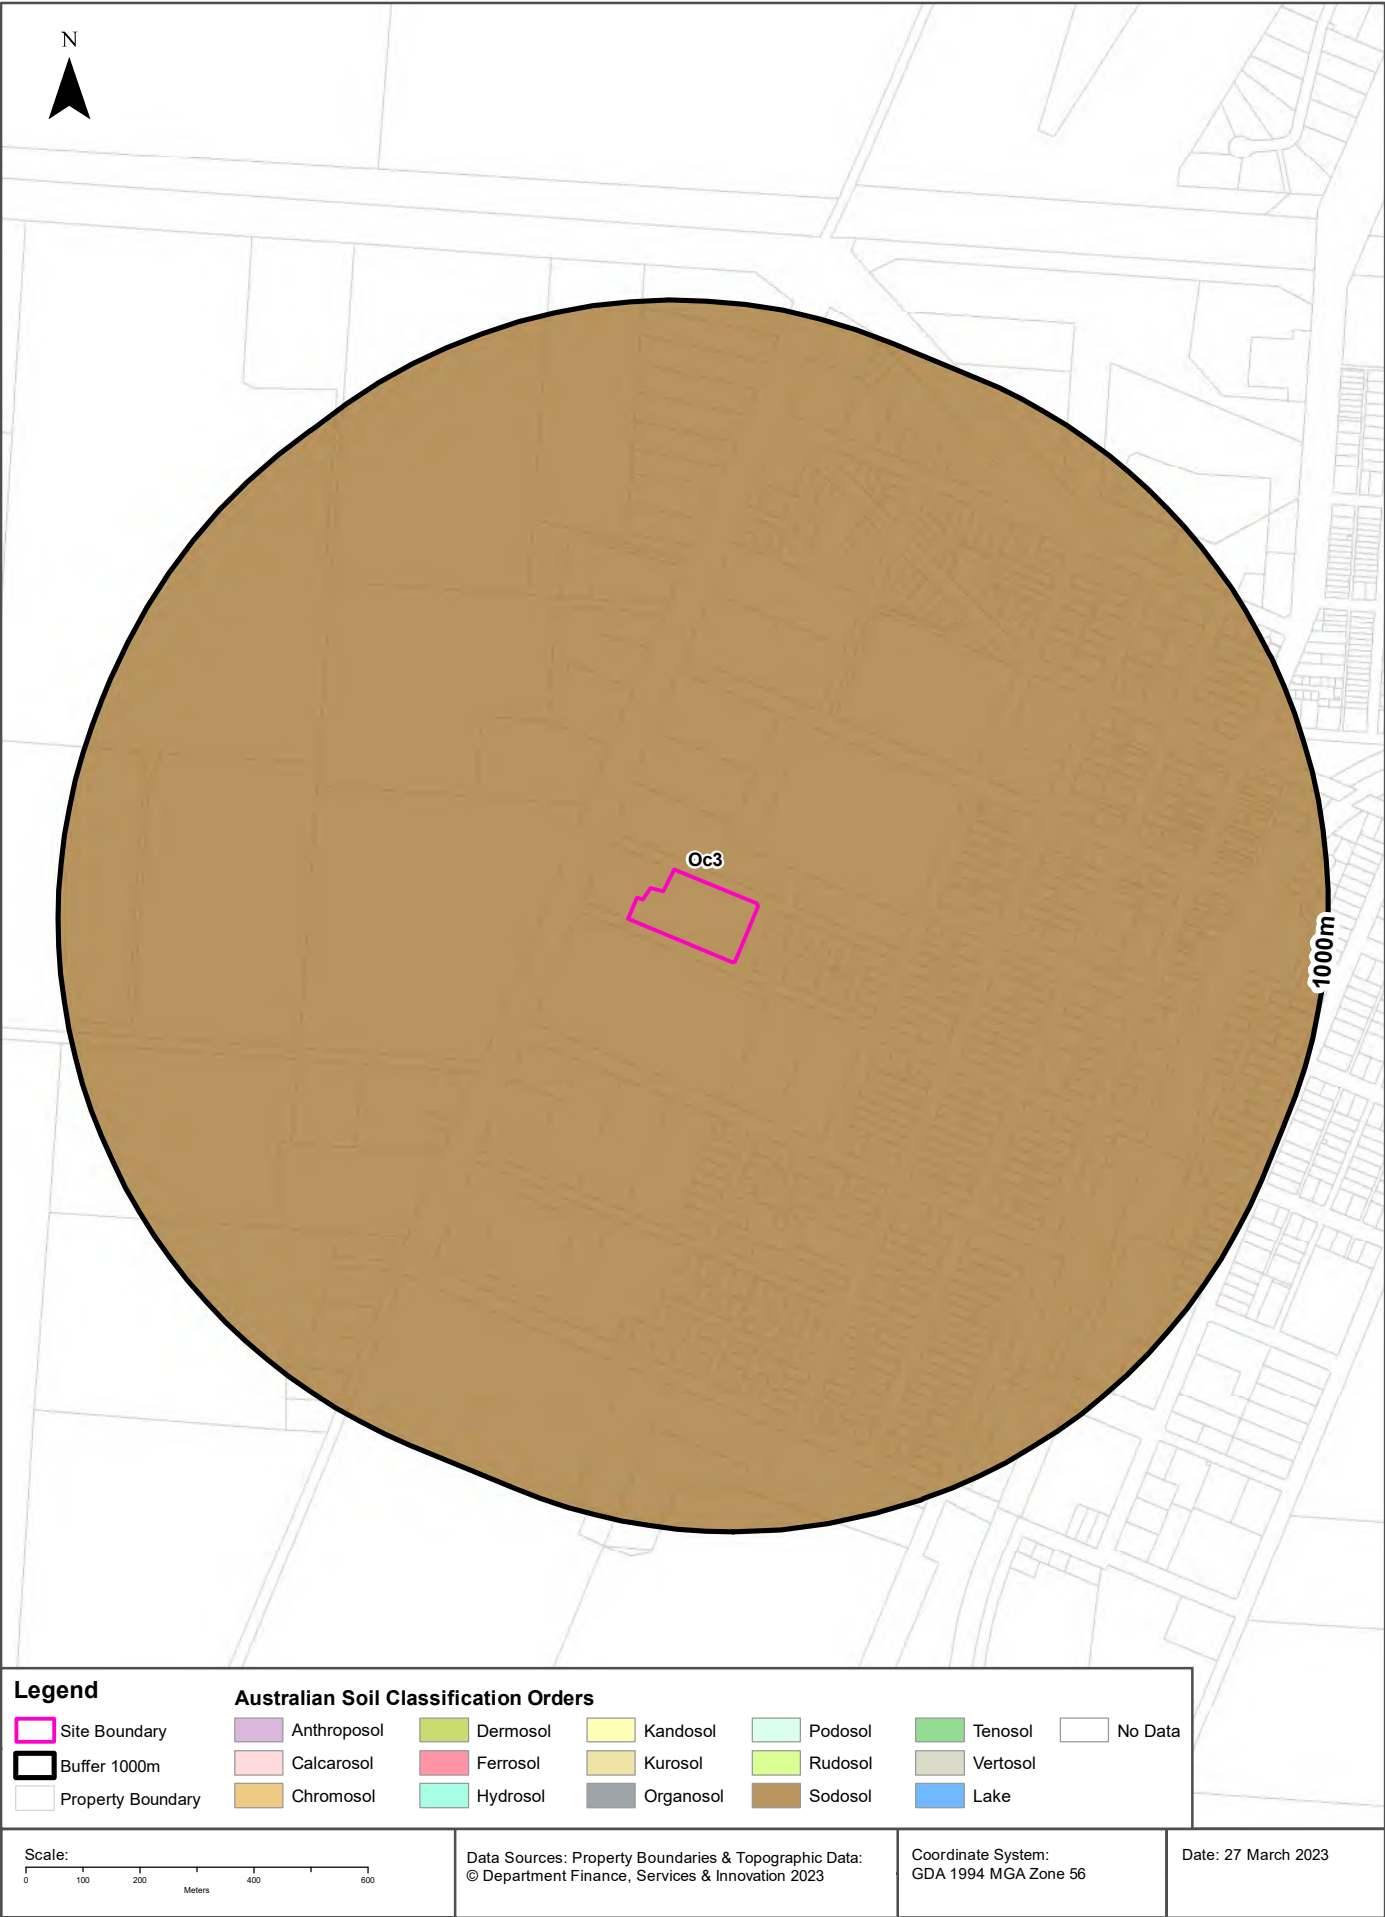 N
Oc3
1000m
Legend
Site Boundary
Buffer 1000m
Property Boundary
Australian Soil Classification Orders
Anthroposol
Calcarosol
Chromosol
Dermosol
Ferrosol
Hydrosol
Kandosol
Kurosol
Organosol
Podosol
Rudosol
Sodosol
Tenosol
Vertosol
Lake
No Data
Scale:
0 100 200 400 600
Meters
Data Sources: Property Boundaries & Topographic Data:
© Department Finance, Services & Innovation 2023
Coordinate System:
GDA 1994 MGA Zone 56
Date: 27 March 2023